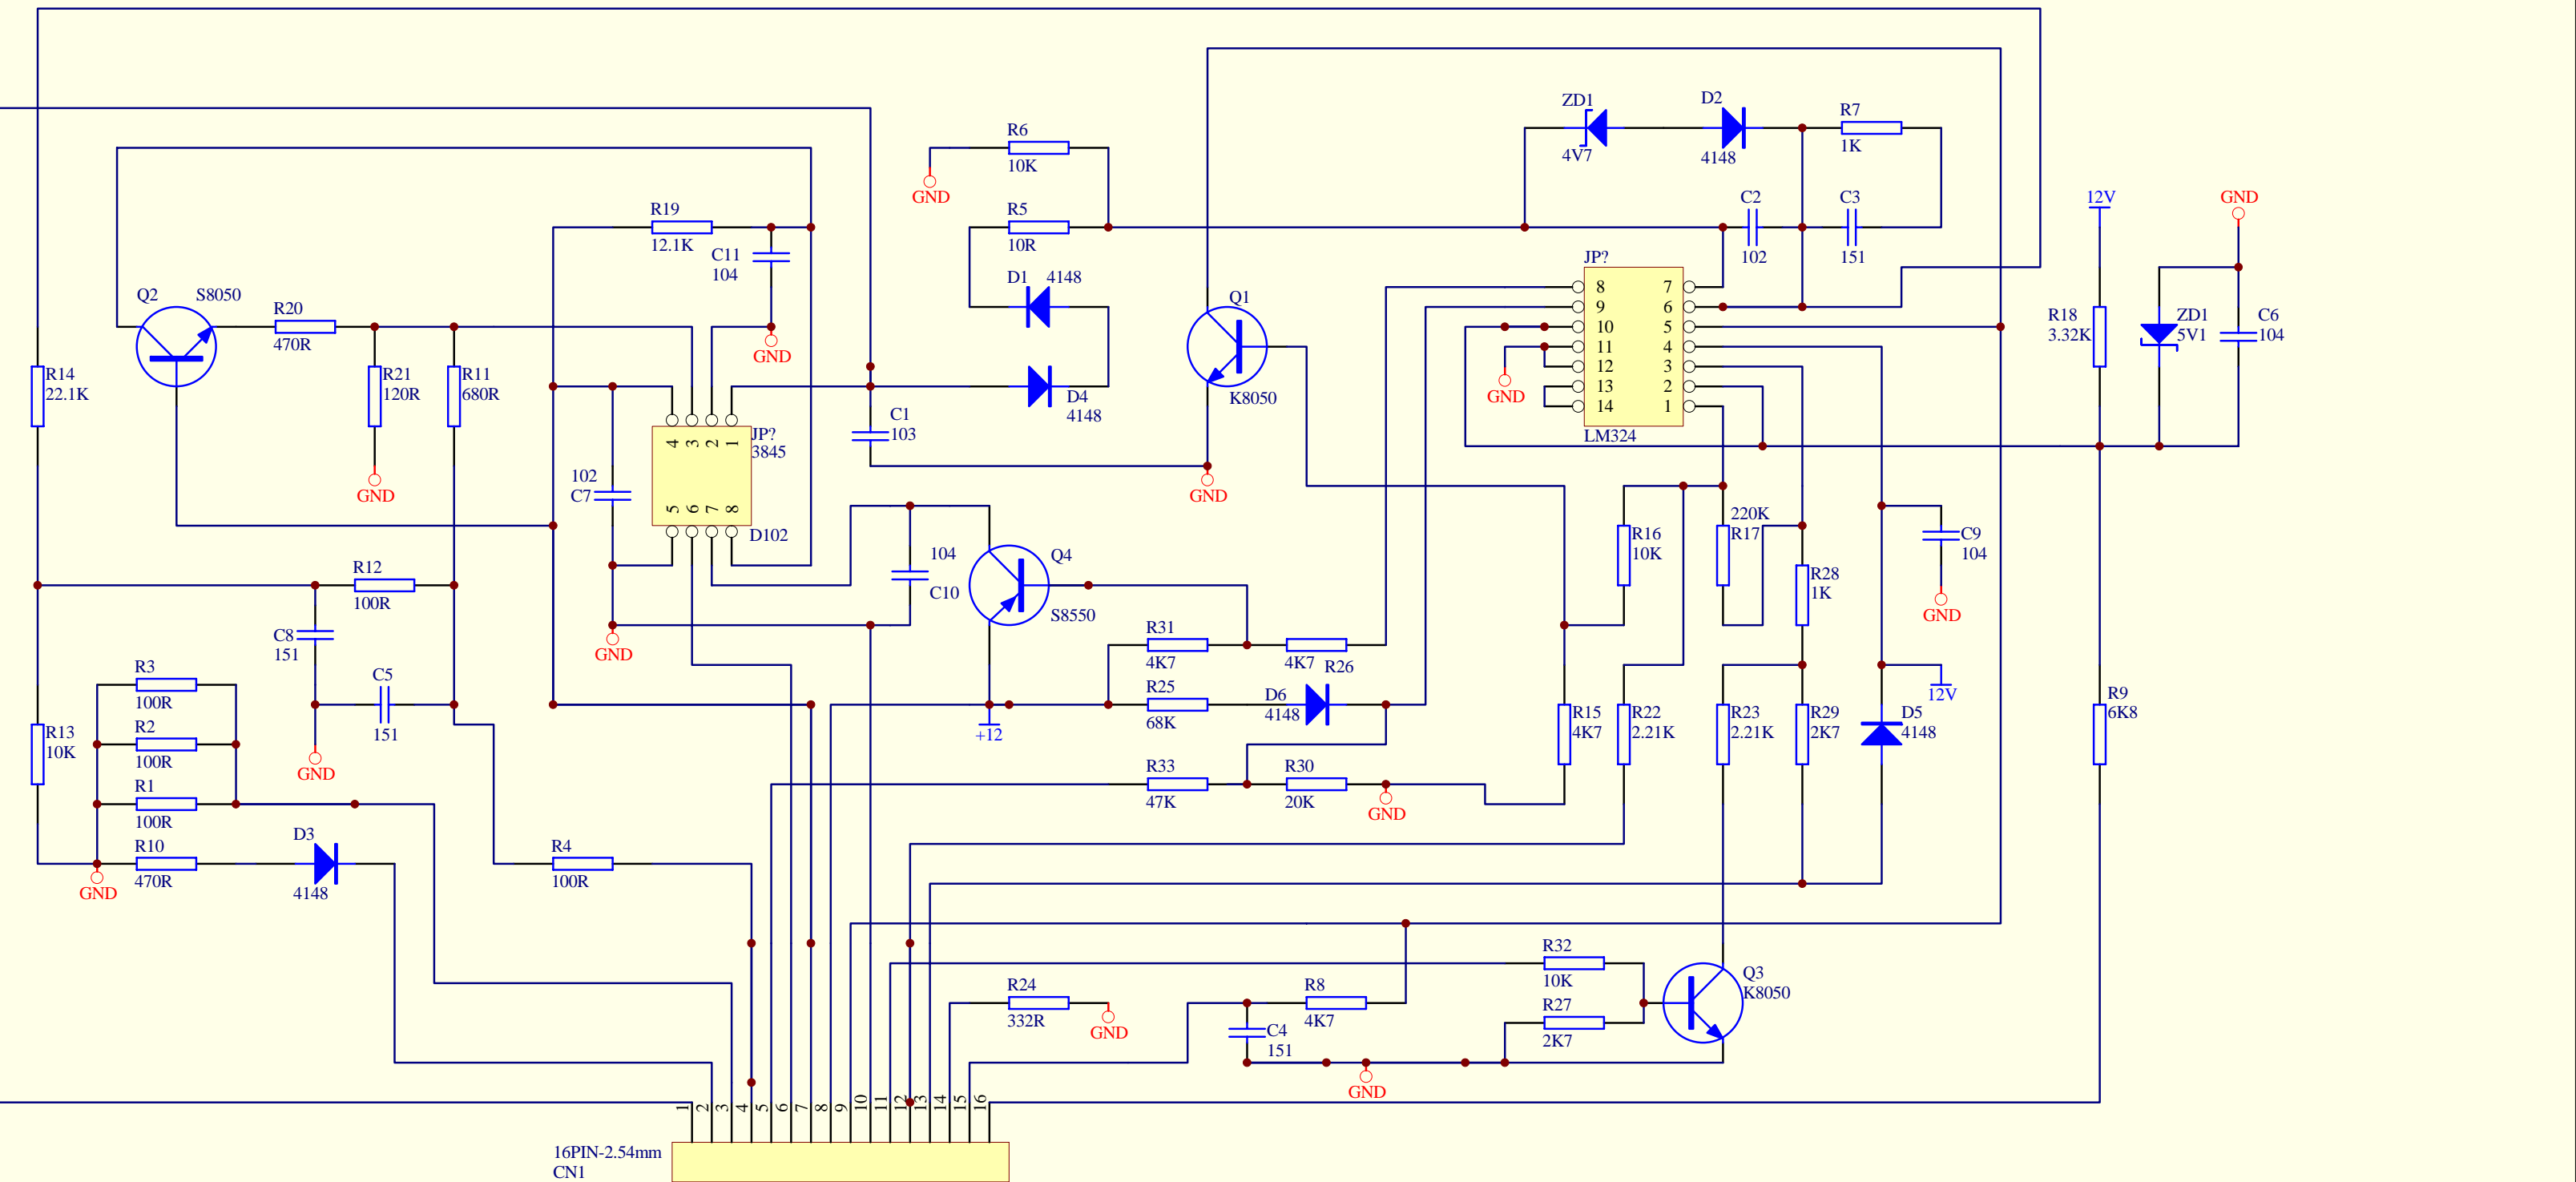 ZD1
D2
R7
4V7
4148
1K
R6
10K
GND
C2
C3
102
151
12V
GND
R19
12.1K
C11
104
GND
R5
10R
D1
4148
D4
4148
Q2
S8050
R20
470R
R14
22.1K
R21
120R
R11
680R
GND
JP?
3845
4 3 2 1
5 6 7 8
D102
102
C7
C1
103
Q1
K8050
GND
JP?
8 7
9 6
10 5
11 4
12 3
13 2
14 1
LM324
GND
R18
3.32K
ZD1
5V1
C6
104
R16
10K
220K
R17
R28
1K
C9
104
GND
R12
100R
C8
151
C5
151
GND
R3
100R
R2
100R
R1
100R
R10
470R
R13
10K
GND
D3
4148
R4
100R
GND
104
C10
Q4
S8550
+12
R31
4K7
4K7
R26
R25
68K
D6
4148
R33
47K
R30
20K
GND
R15
4K7
R22
2.21K
R23
2.21K
R29
2K7
12V
D5
4148
R9
6K8
R24
332R
GND
R8
4K7
C4
151
GND
R32
10K
R27
2K7
Q3
K8050
1 2 3 4 5 6 7 8 9 10 11 12 13 14 15 16
16PIN-2.54mm
CN1